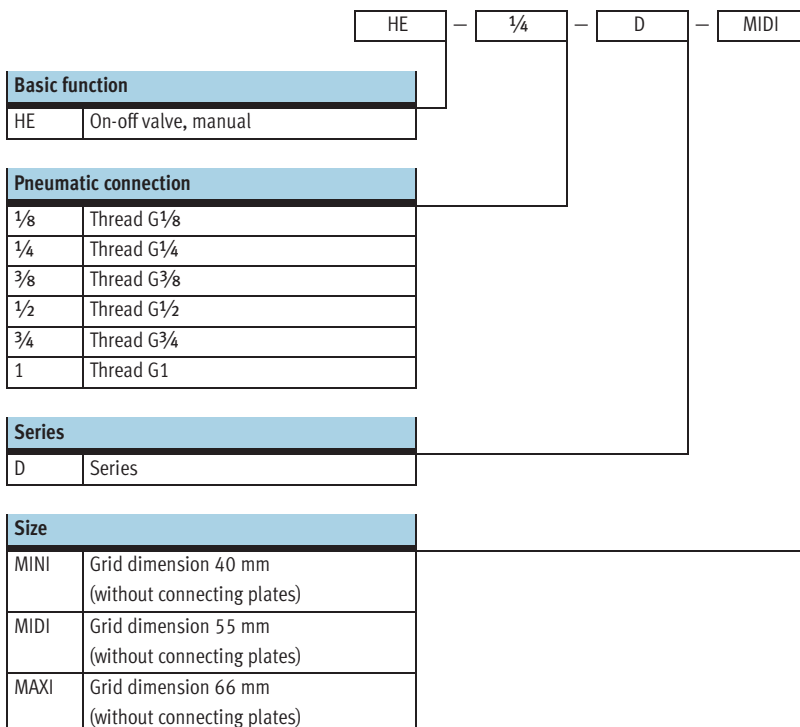 HE – ¼ – D – MIDI
Basic function
HE On-off valve, manual
Pneumatic connection
⅛ Thread G⅛
¼ Thread G¼
⅜ Thread G⅜
½ Thread G½
¾ Thread G¾
1 Thread G1
Series
D Series
Size
MINI Grid dimension 40 mm
(without connecting plates)
MIDI Grid dimension 55 mm
(without connecting plates)
MAXI Grid dimension 66 mm
(without connecting plates)